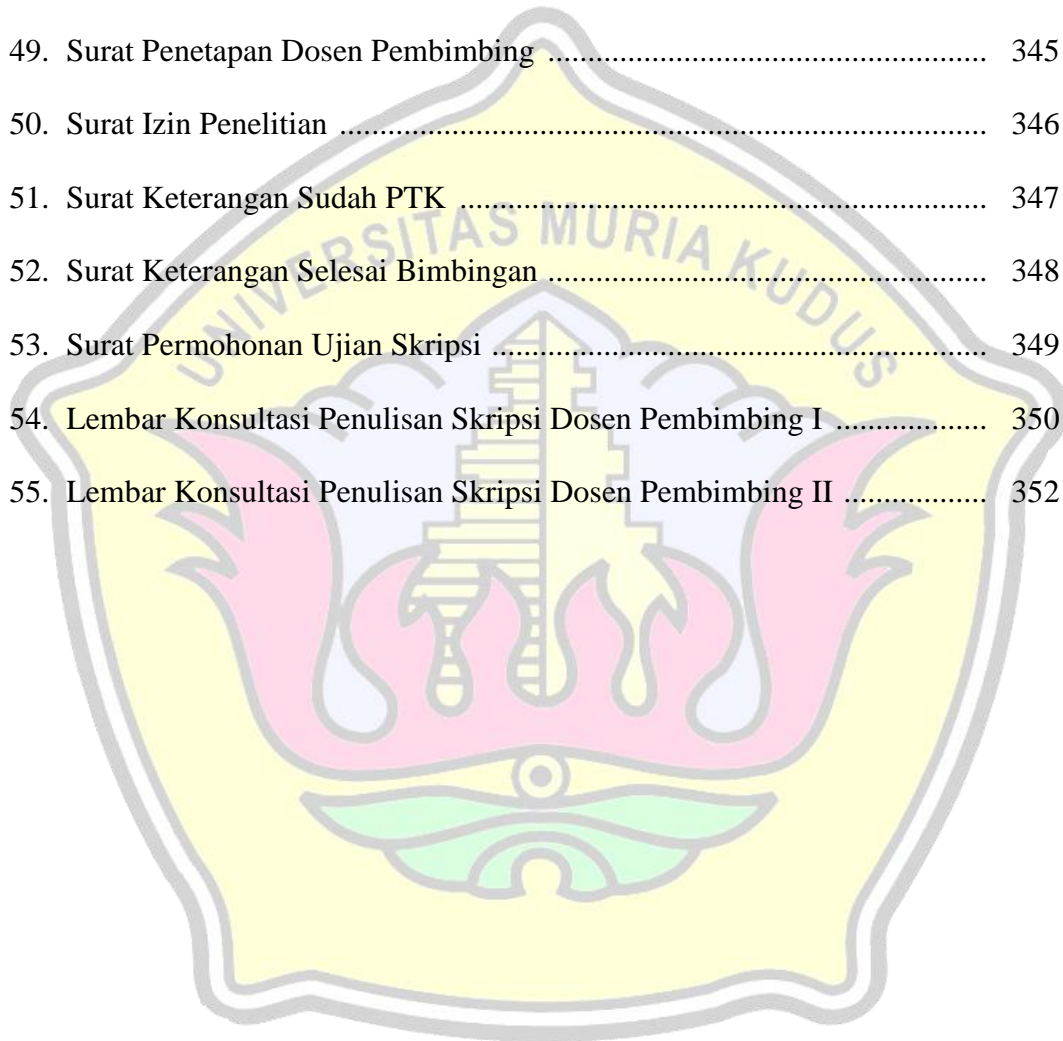 49. Surat Penetapan Dosen Pembimbing ....................................................... 345
50. Surat Izin Penelitian ................................................................................. 346
51. Surat Keterangan Sudah PTK .................................................................. 347
52. Surat Keterangan Selesai Bimbingan ....................................................... 348
53. Surat Permohonan Ujian Skripsi .............................................................. 349
54. Lembar Konsultasi Penulisan Skripsi Dosen Pembimbing I ................... 350
55. Lembar Konsultasi Penulisan Skripsi Dosen Pembimbing II .................. 352
UNIVERSITAS MURIA KUDUS